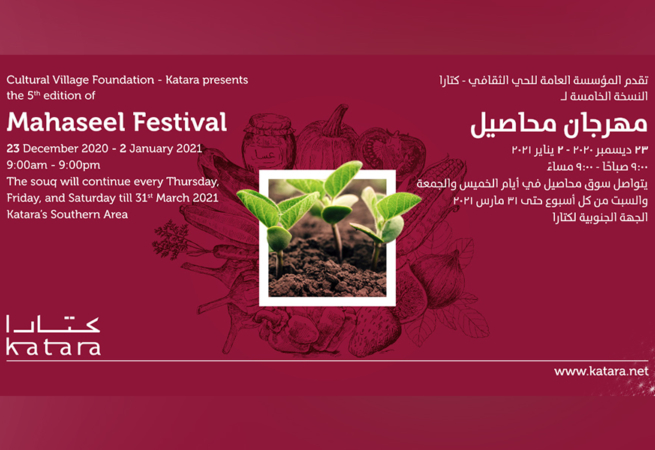 Cultural Village Foundation - Katara presents
the 5th edition of
Mahaseel Festival
23 December 2020 - 2 January 2021
9:00am - 9:00pm
The souq will continue every Thursday,
Friday, and Saturday till 31st March 2021
Katara's Southern Area
تقدم المؤسسة العامة للحي الثقافي - كتارا
النسخة الخامسة لـ
مهرجان محاصيل
٢٣ ديسمبر ٢٠٢٠ - ٢ يناير ٢٠٢١
٩:٠٠ صباحًا - ٩:٠٠ مساءً
يتواصل سوق محاصيل في أيام الخميس والجمعة
والسبت من كل أسبوع حتى ٣١ مارس ٢٠٢١
الجهة الجنوبية لكتارا
كتارا
katara
www.katara.net